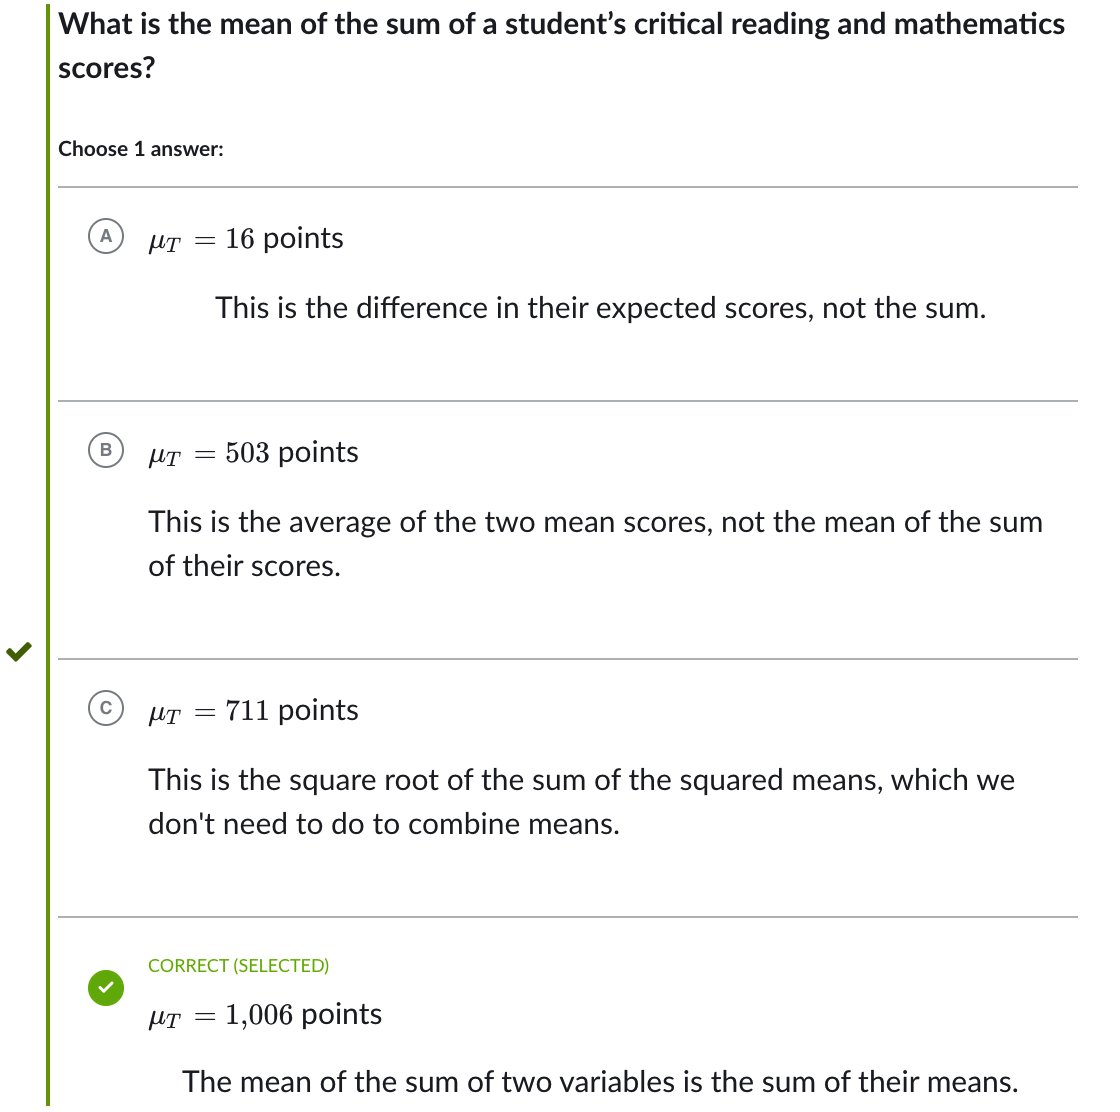 What is the mean of the sum of a student’s critical reading and mathematics
scores?
Choose 1 answer:
A μT = 16 points
This is the difference in their expected scores, not the sum.
B μT = 503 points
This is the average of the two mean scores, not the mean of the sum
of their scores.
C μT = 711 points
This is the square root of the sum of the squared means, which we
don't need to do to combine means.
CORRECT (SELECTED)
μT = 1,006 points
The mean of the sum of two variables is the sum of their means.